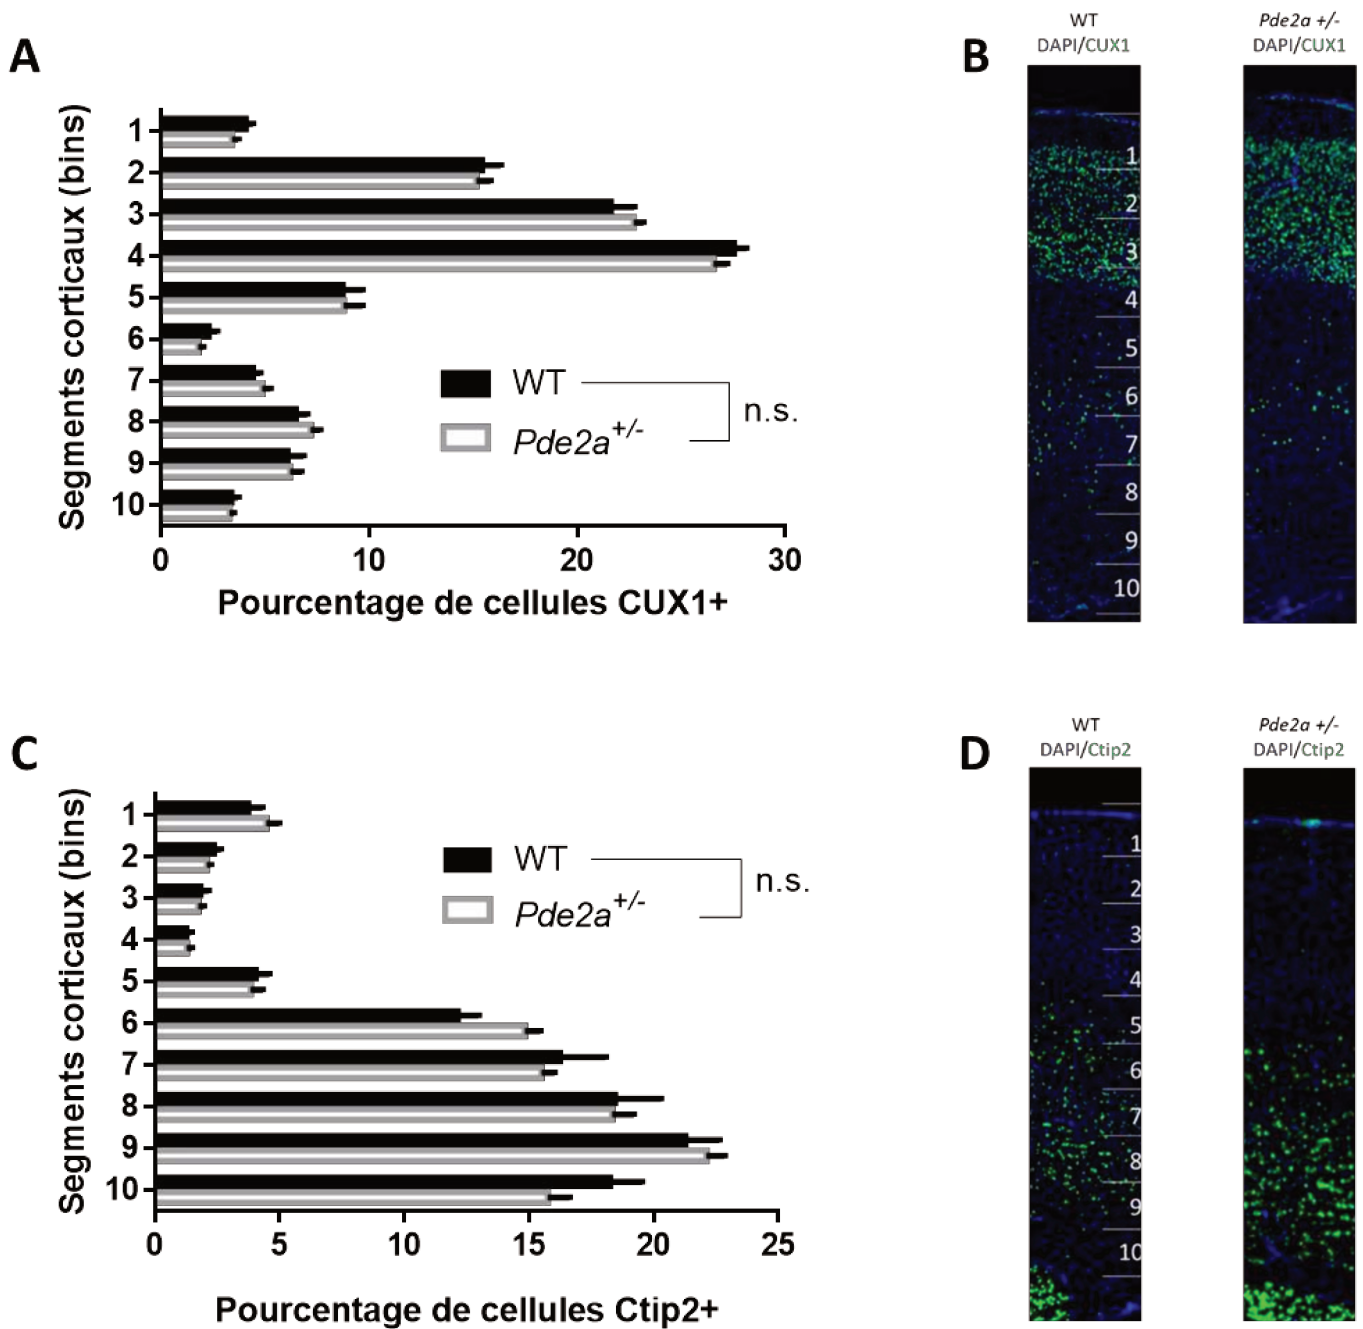 A
Segments corticaux (bins)
1
2
3
4
5
6
7
8
9
10
0 10 20 30
Pourcentage de cellules CUX1+
WT
Pde2a+/-
n.s.
B
WT
DAPI/CUX1
Pde2a +/-
DAPI/CUX1
1
2
3
4
5
6
7
8
9
10
C
Segments corticaux (bins)
1
2
3
4
5
6
7
8
9
10
0 5 10 15 20 25
Pourcentage de cellules Ctip2+
WT
Pde2a+/-
n.s.
D
WT
DAPI/Ctip2
Pde2a +/-
DAPI/Ctip2
1
2
3
4
5
6
7
8
9
10